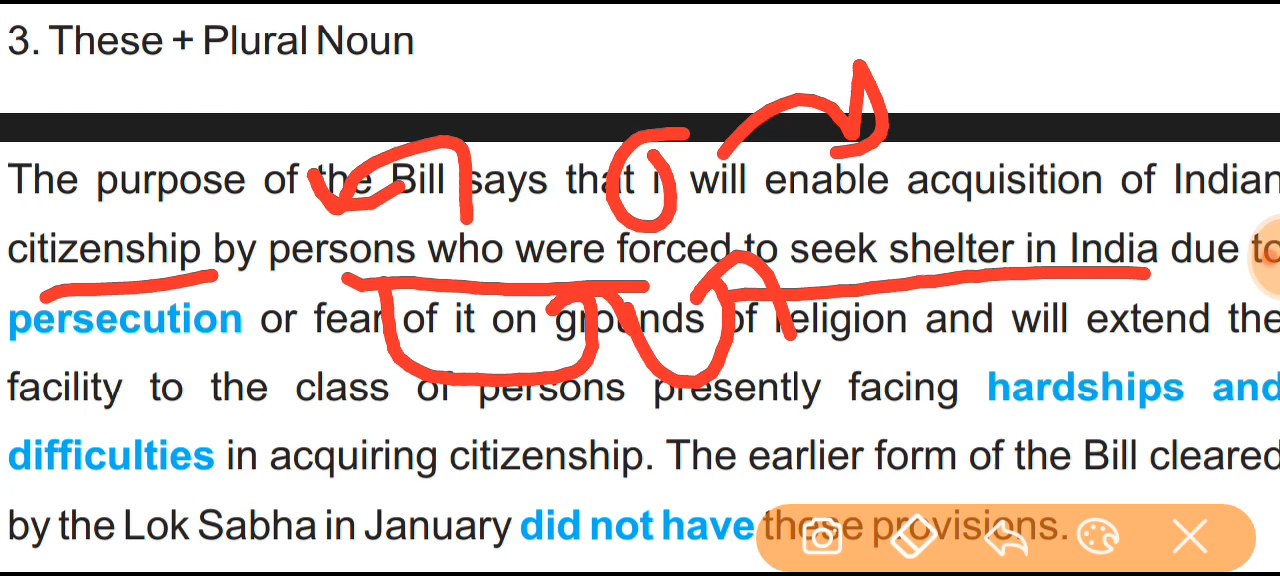 3. These + Plural Noun
The purpose of the Bill says that it will enable acquisition of Indian
citizenship by persons who were forced to seek shelter in India due to
persecution or fear of it on grounds of religion and will extend the
facility to the class of persons presently facing hardships and
difficulties in acquiring citizenship. The earlier form of the Bill cleared
by the Lok Sabha in January did not have these provisions.